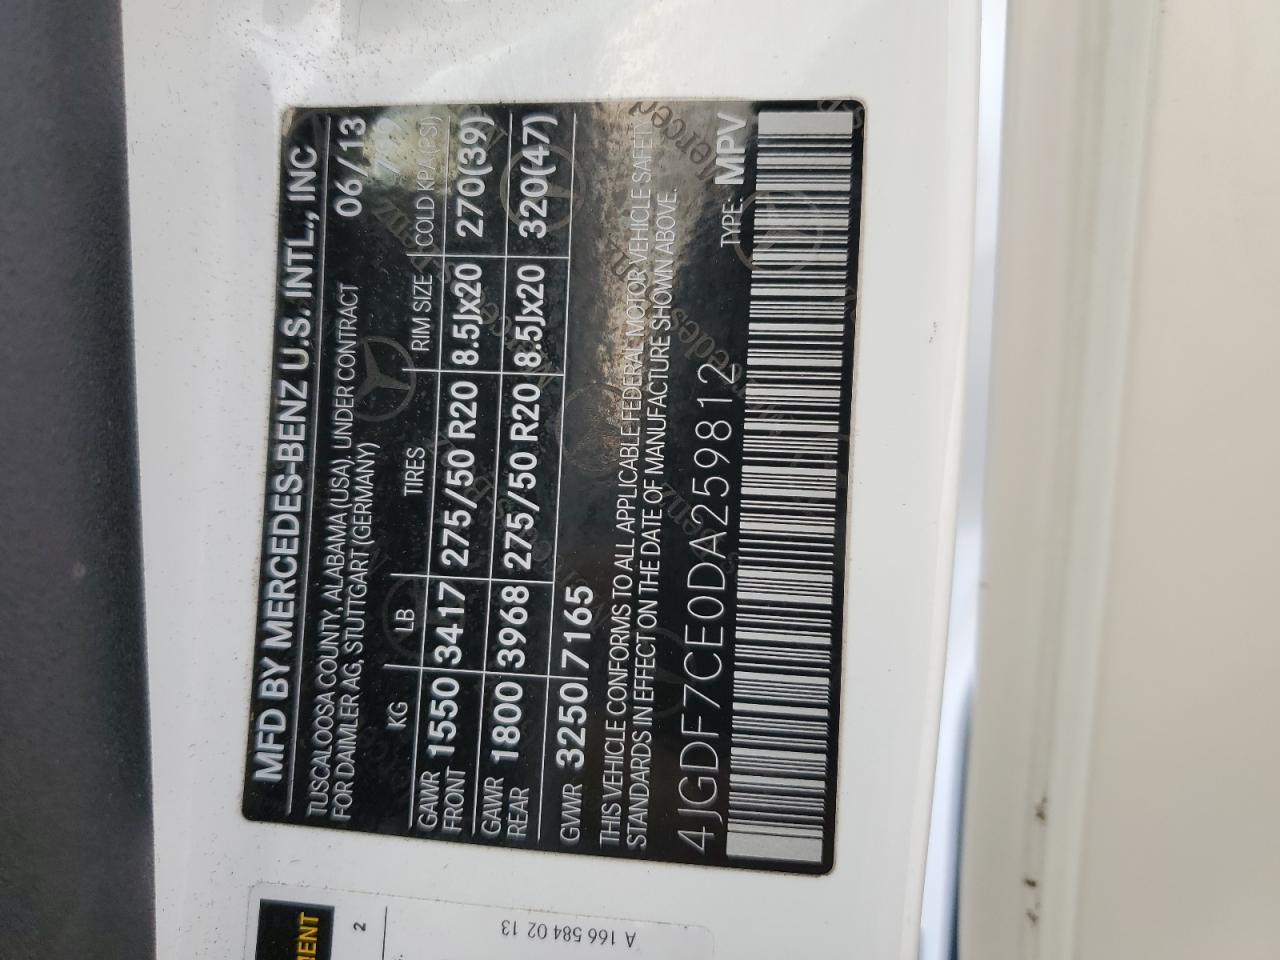 MFD BY MERCEDES-BENZ U.S. INTL., INC
TUSCALOOSA COUNTY, ALABAMA (USA), UNDER CONTRACT 06/13
FOR DAIMLER AG, STUTTGART (GERMANY)
KG LB TIRES RIM SIZE COLD KPA(PSI)
GAWR FRONT 1550 3417 275/50 R20 8.5Jx20 270(39)
GAWR REAR 1800 3968 275/50 R20 8.5Jx20 320(47)
GVWR 3250/7165
THIS VEHICLE CONFORMS TO ALL APPLICABLE FEDERAL MOTOR VEHICLE SAFETY
STANDARDS IN EFFECT ON THE DATE OF MANUFACTURE SHOWN ABOVE.
4JGDF7CE0DA259812 TYPE: MPV
2
A 166 584 02 13